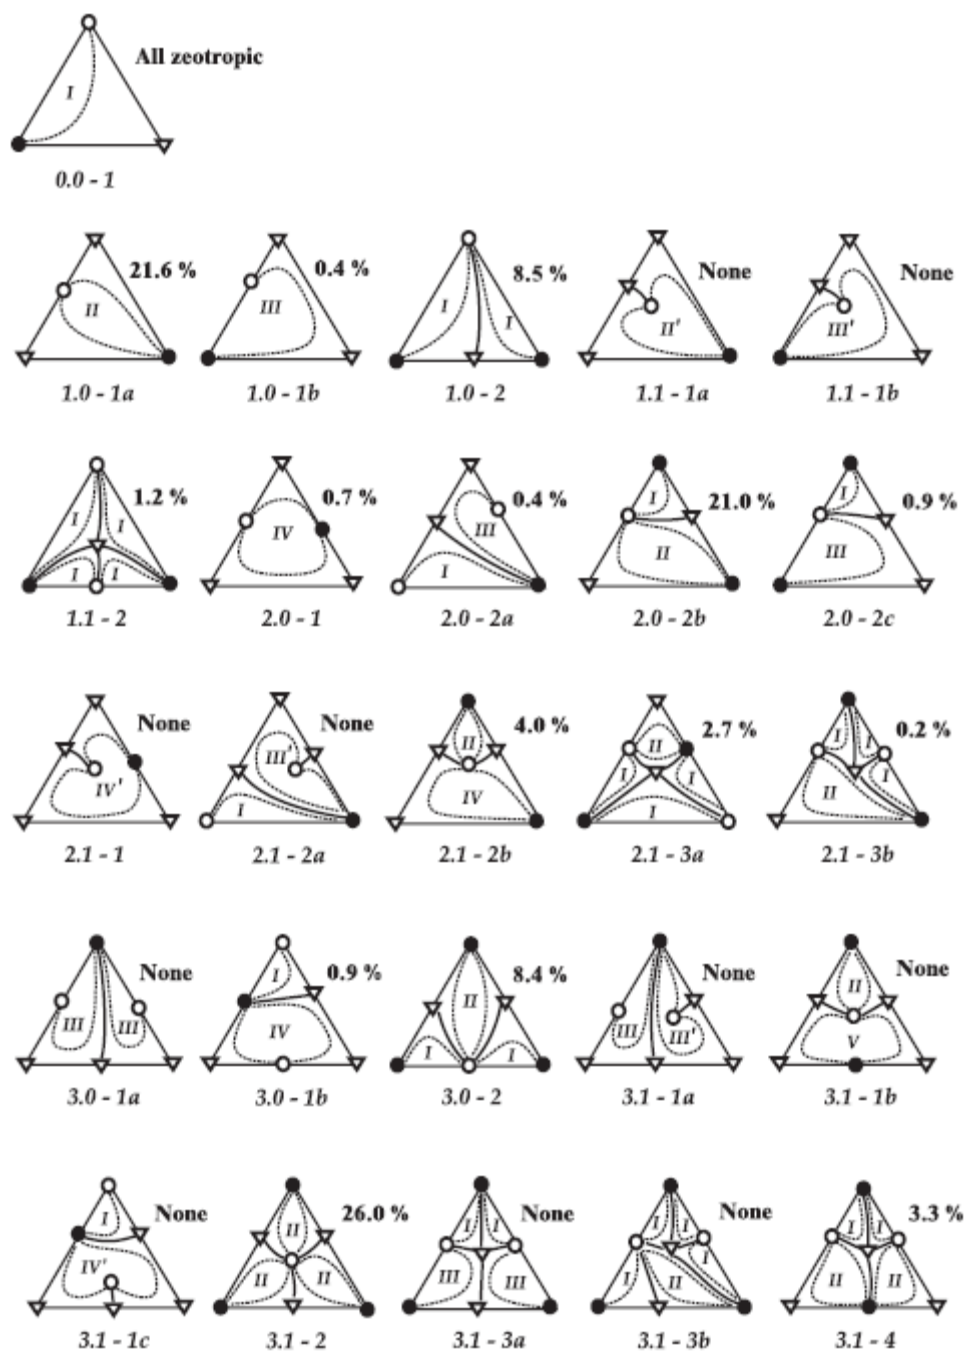 All zeotropic
I
0.0 - 1
21.6 % 0.4 % 8.5 % None None
II III I I II' III'
1.0 - 1a 1.0 - 1b 1.0 - 2 1.1 - 1a 1.1 - 1b
1.2 % 0.7 % 0.4 % 21.0 % 0.9 %
I I IV III I I
I I I II III
1.1 - 2 2.0 - 1 2.0 - 2a 2.0 - 2b 2.0 - 2c
None None 4.0 % 2.7 % 0.2 %
III' II II I I
IV' I IV I I I II I
2.1 - 1 2.1 - 2a 2.1 - 2b 2.1 - 3a 2.1 - 3b
None 0.9 % 8.4 % None None
III III I IV I II I III III' II V
3.0 - 1a 3.0 - 1b 3.0 - 2 3.1 - 1a 3.1 - 1b
None 26.0 % None None 3.3 %
I II I I I I I I
IV' II II III III I II I II II
3.1 - 1c 3.1 - 2 3.1 - 3a 3.1 - 3b 3.1 - 4